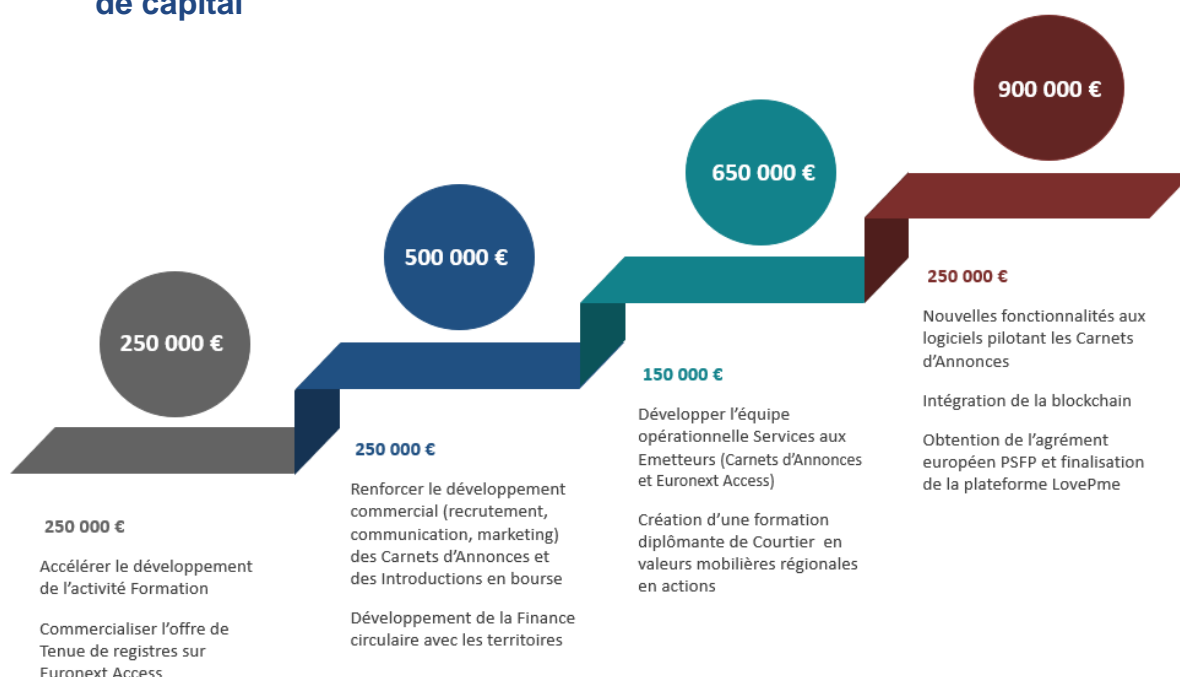 de capital
250 000 €
250 000 €
Accélérer le développement
de l'activité Formation
Commercialiser l'offre de
Tenue de registres sur
Euronext Access
500 000 €
250 000 €
Renforcer le développement
commercial (recrutement,
communication, marketing)
des Carnets d'Annonces et
des Introductions en bourse
Développement de la Finance
circulaire avec les territoires
650 000 €
150 000 €
Développer l'équipe
opérationnelle Services aux
Emetteurs (Carnets d'Annonces
et Euronext Access)
Création d'une formation
diplômante de Courtier  en
valeurs mobilières régionales
en actions
900 000 €
250 000 €
Nouvelles fonctionnalités aux
logiciels pilotant les Carnets
d'Annonces
Intégration de la blockchain
Obtention de l'agrément
européen PSFP et finalisation
de la plateforme LovePme